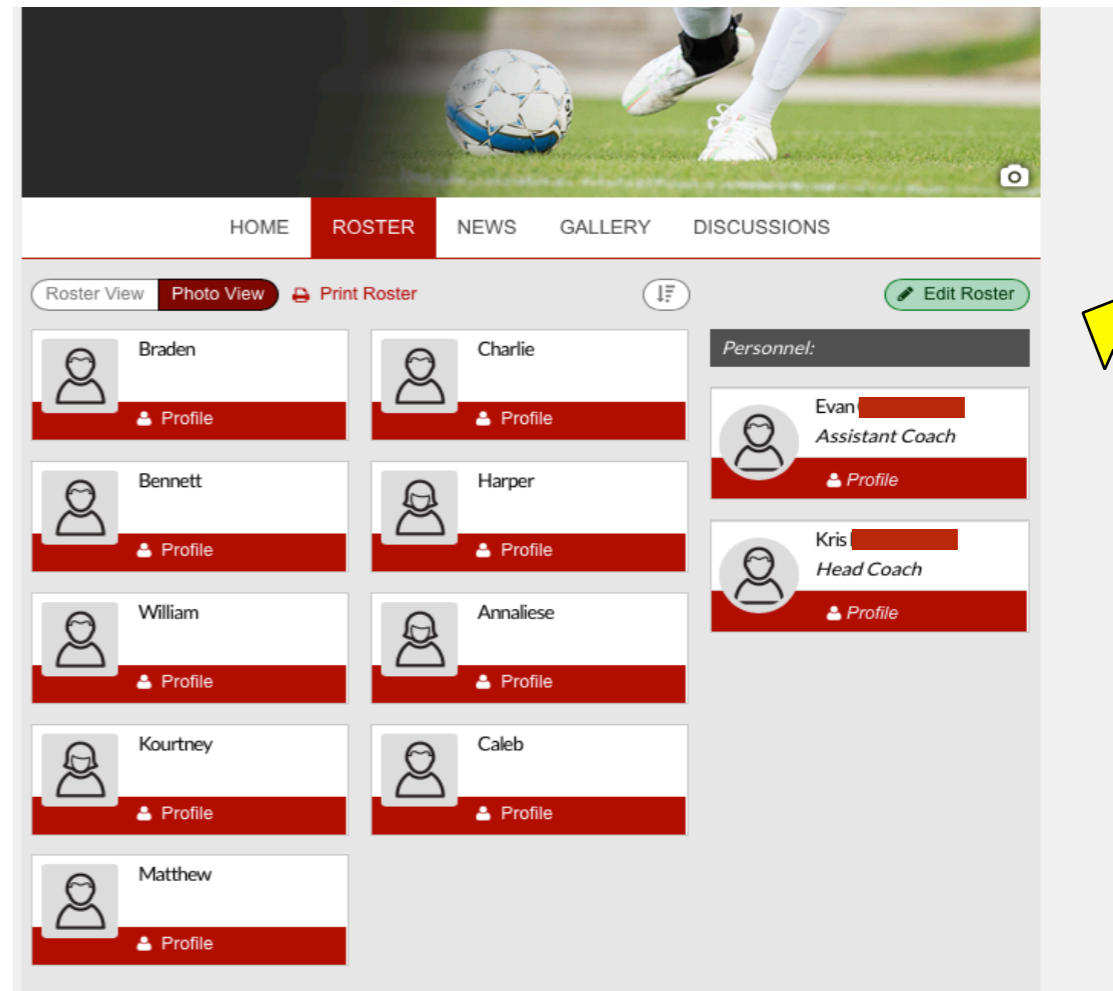 HOME ROSTER NEWS GALLERY DISCUSSIONS
Roster View Photo View Print Roster Edit Roster
Braden
Profile
Charlie
Profile
Bennett
Profile
Harper
Profile
William
Profile
Annaliese
Profile
Kourtney
Profile
Caleb
Profile
Matthew
Profile
Personnel:
Evan
Assistant Coach
Profile
Kris
Head Coach
Profile